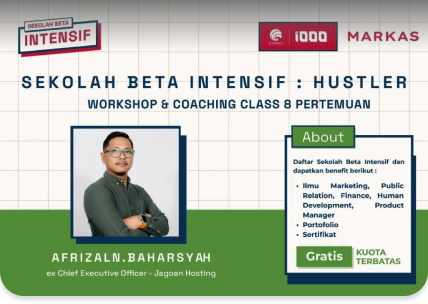 SEKOLAH BETA
INTENSIF
1000
MARKAS
SEKOLAH BETA INTENSIF : HUSTLER
WORKSHOP & COACHING CLASS 8 PERTEMUAN
About
Daftar Sekolah Beta Intensif dan
dapatkan benefit berikut :
• Ilmu Marketing, Public
Relation, Finance, Human
Development, Product
Manager
• Portofolio
• Sertifikat
Gratis
KUOTA
TERBATAS
AFRIZALN.BAHARSYAH
ex Chief Executive Officer - Jagoan Hosting